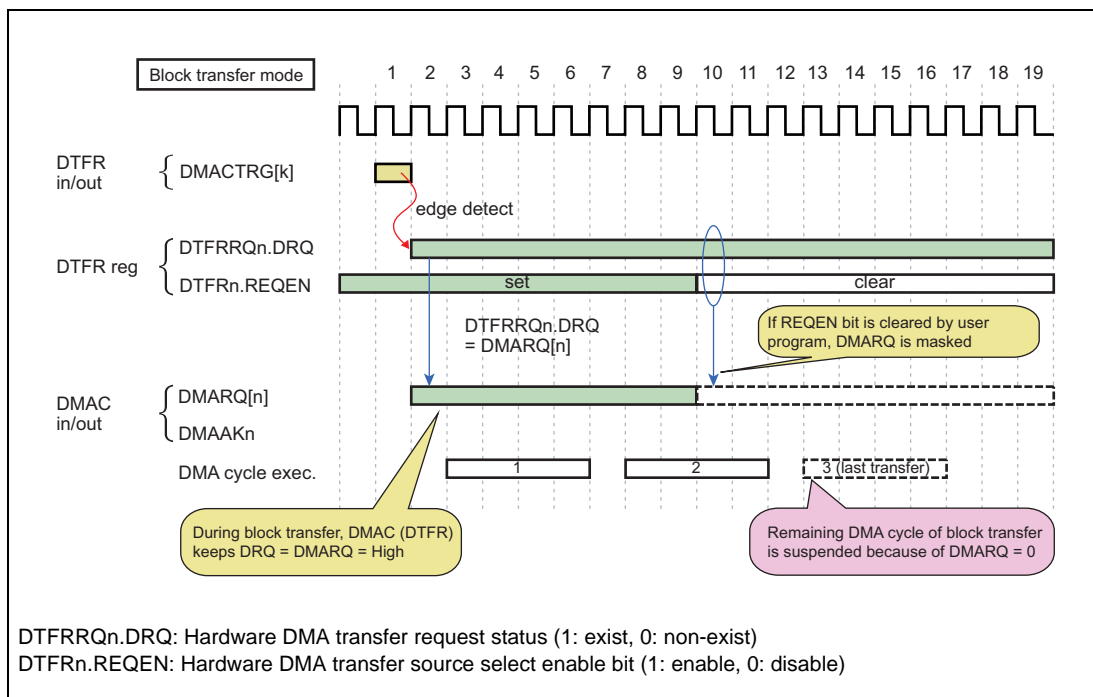 Block transfer mode
1 2 3 4 5 6 7 8 9 10 11 12 13 14 15 16 17 18 19
DTFR
in/out
DMACTRG[k]
edge detect
DTFR reg
DTFRRQn.DRQ
DTFRn.REQEN
set
clear
DTFRRQn.DRQ
= DMARQ[n]
If REQEN bit is cleared by user
program, DMARQ is masked
DMAC
in/out
DMARQ[n]
DMAAKn
DMA cycle exec.
1
2
3 (last transfer)
During block transfer, DMAC (DTFR)
keeps DRQ = DMARQ = High
Remaining DMA cycle of block transfer
is suspended because of DMARQ = 0
DTFRRQn.DRQ: Hardware DMA transfer request status (1: exist, 0: non-exist)
DTFRn.REQEN: Hardware DMA transfer source select enable bit (1: enable, 0: disable)